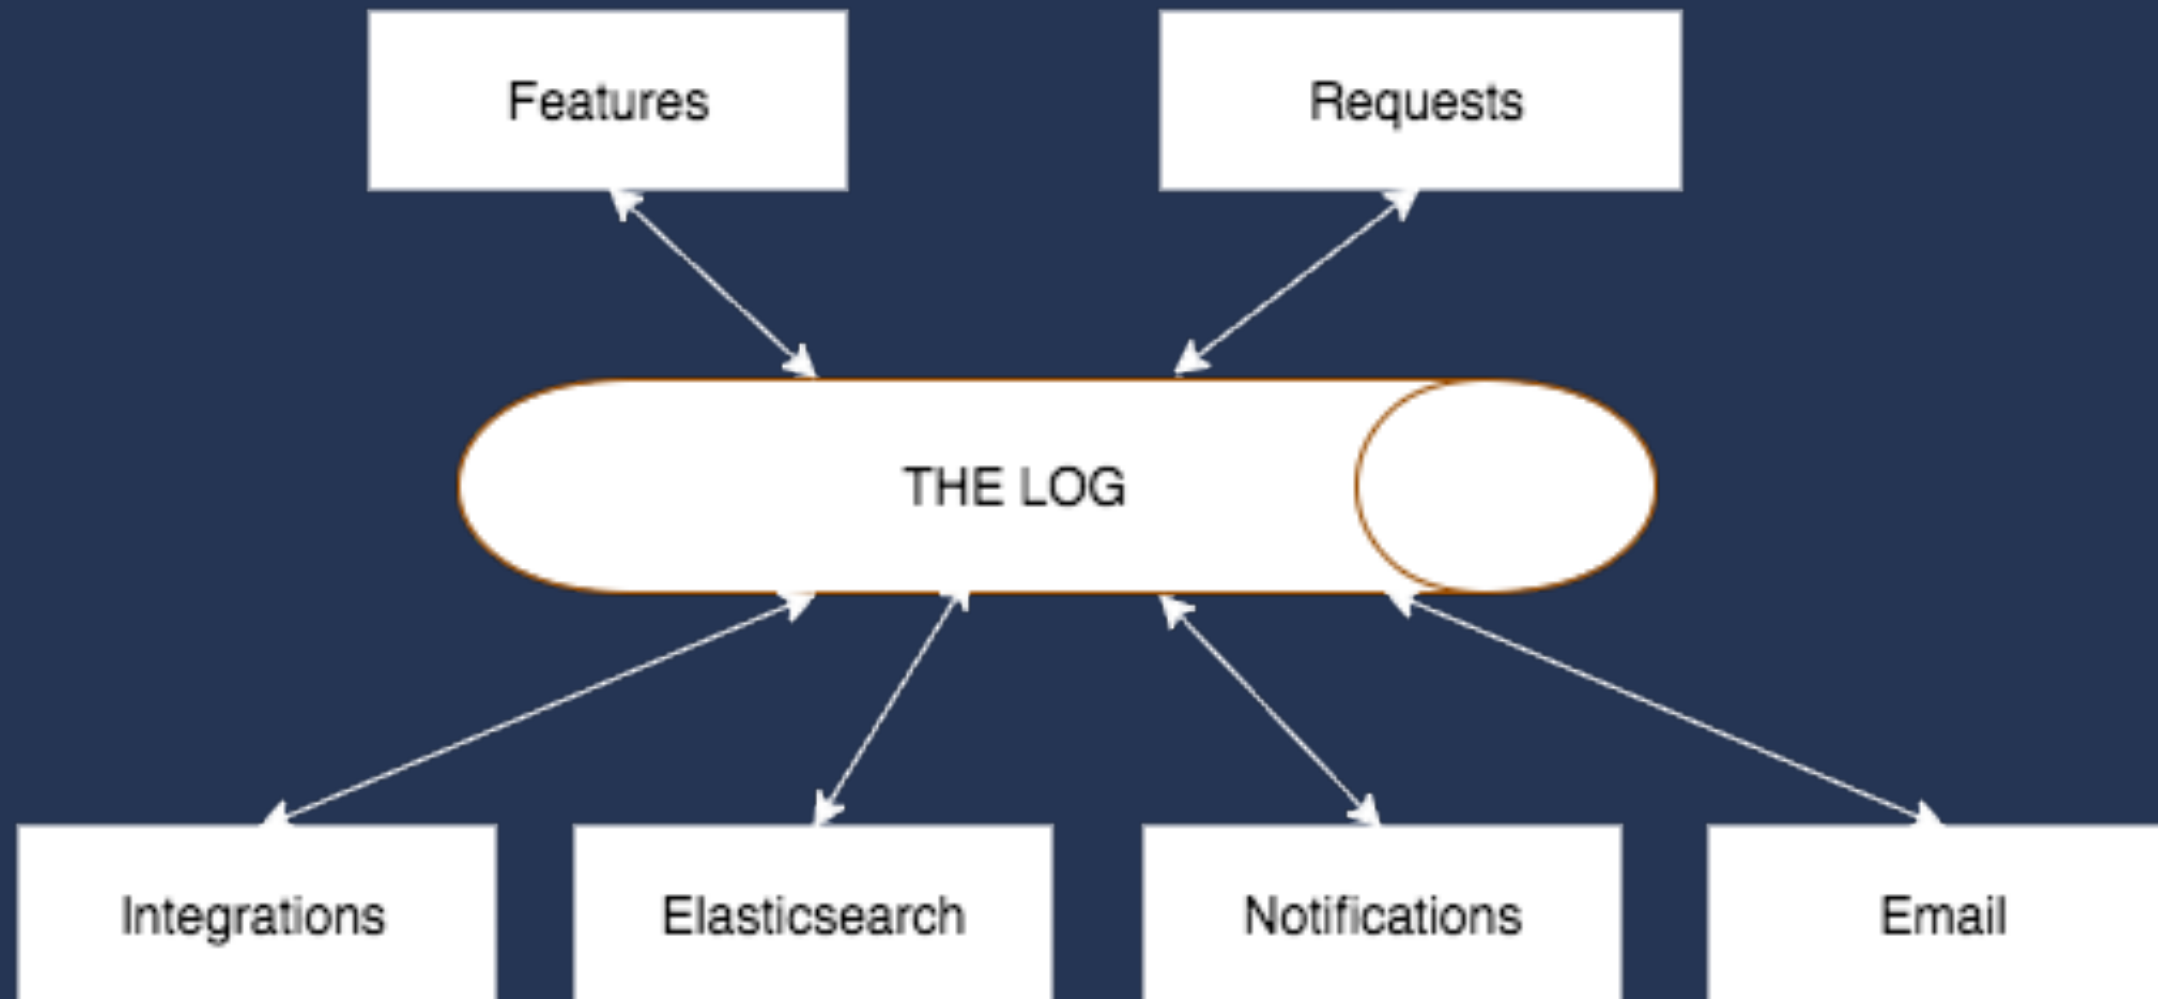 Features
Requests
THE LOG
Integrations
Elasticsearch
Notifications
Email